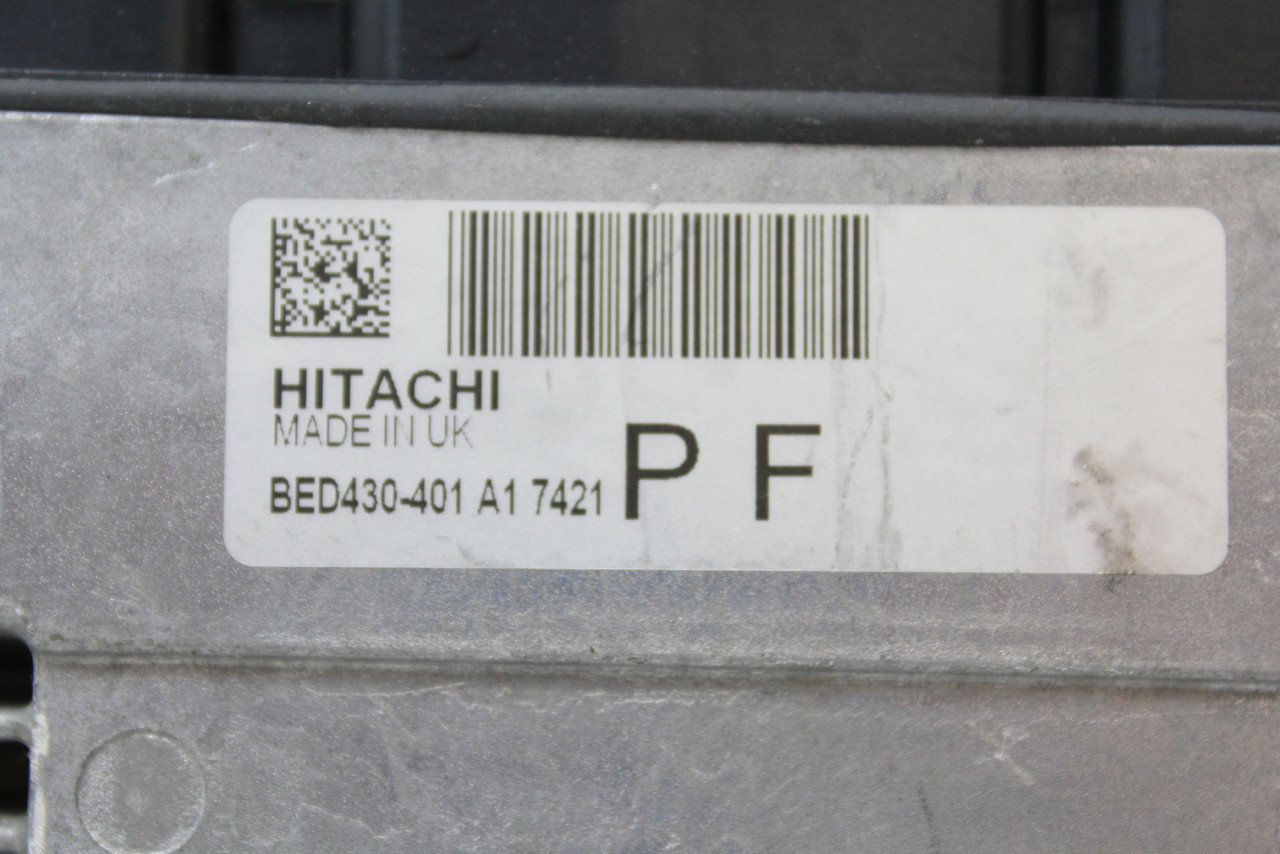 HITACHI
MADE IN UK
BED430-401 A1 7421
P F